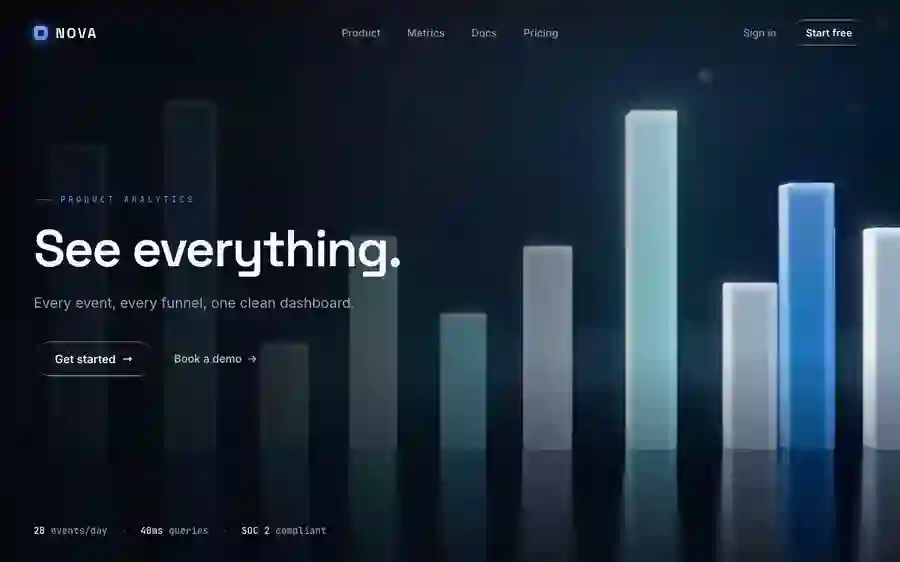 NOVA
Product Metrics Docs Pricing
Sign in Start free
PRODUCT ANALYTICS
See everything.
Every event, every funnel, one clean dashboard.
Get started → Book a demo →
2B events/day · 40ms queries · SOC 2 compliant